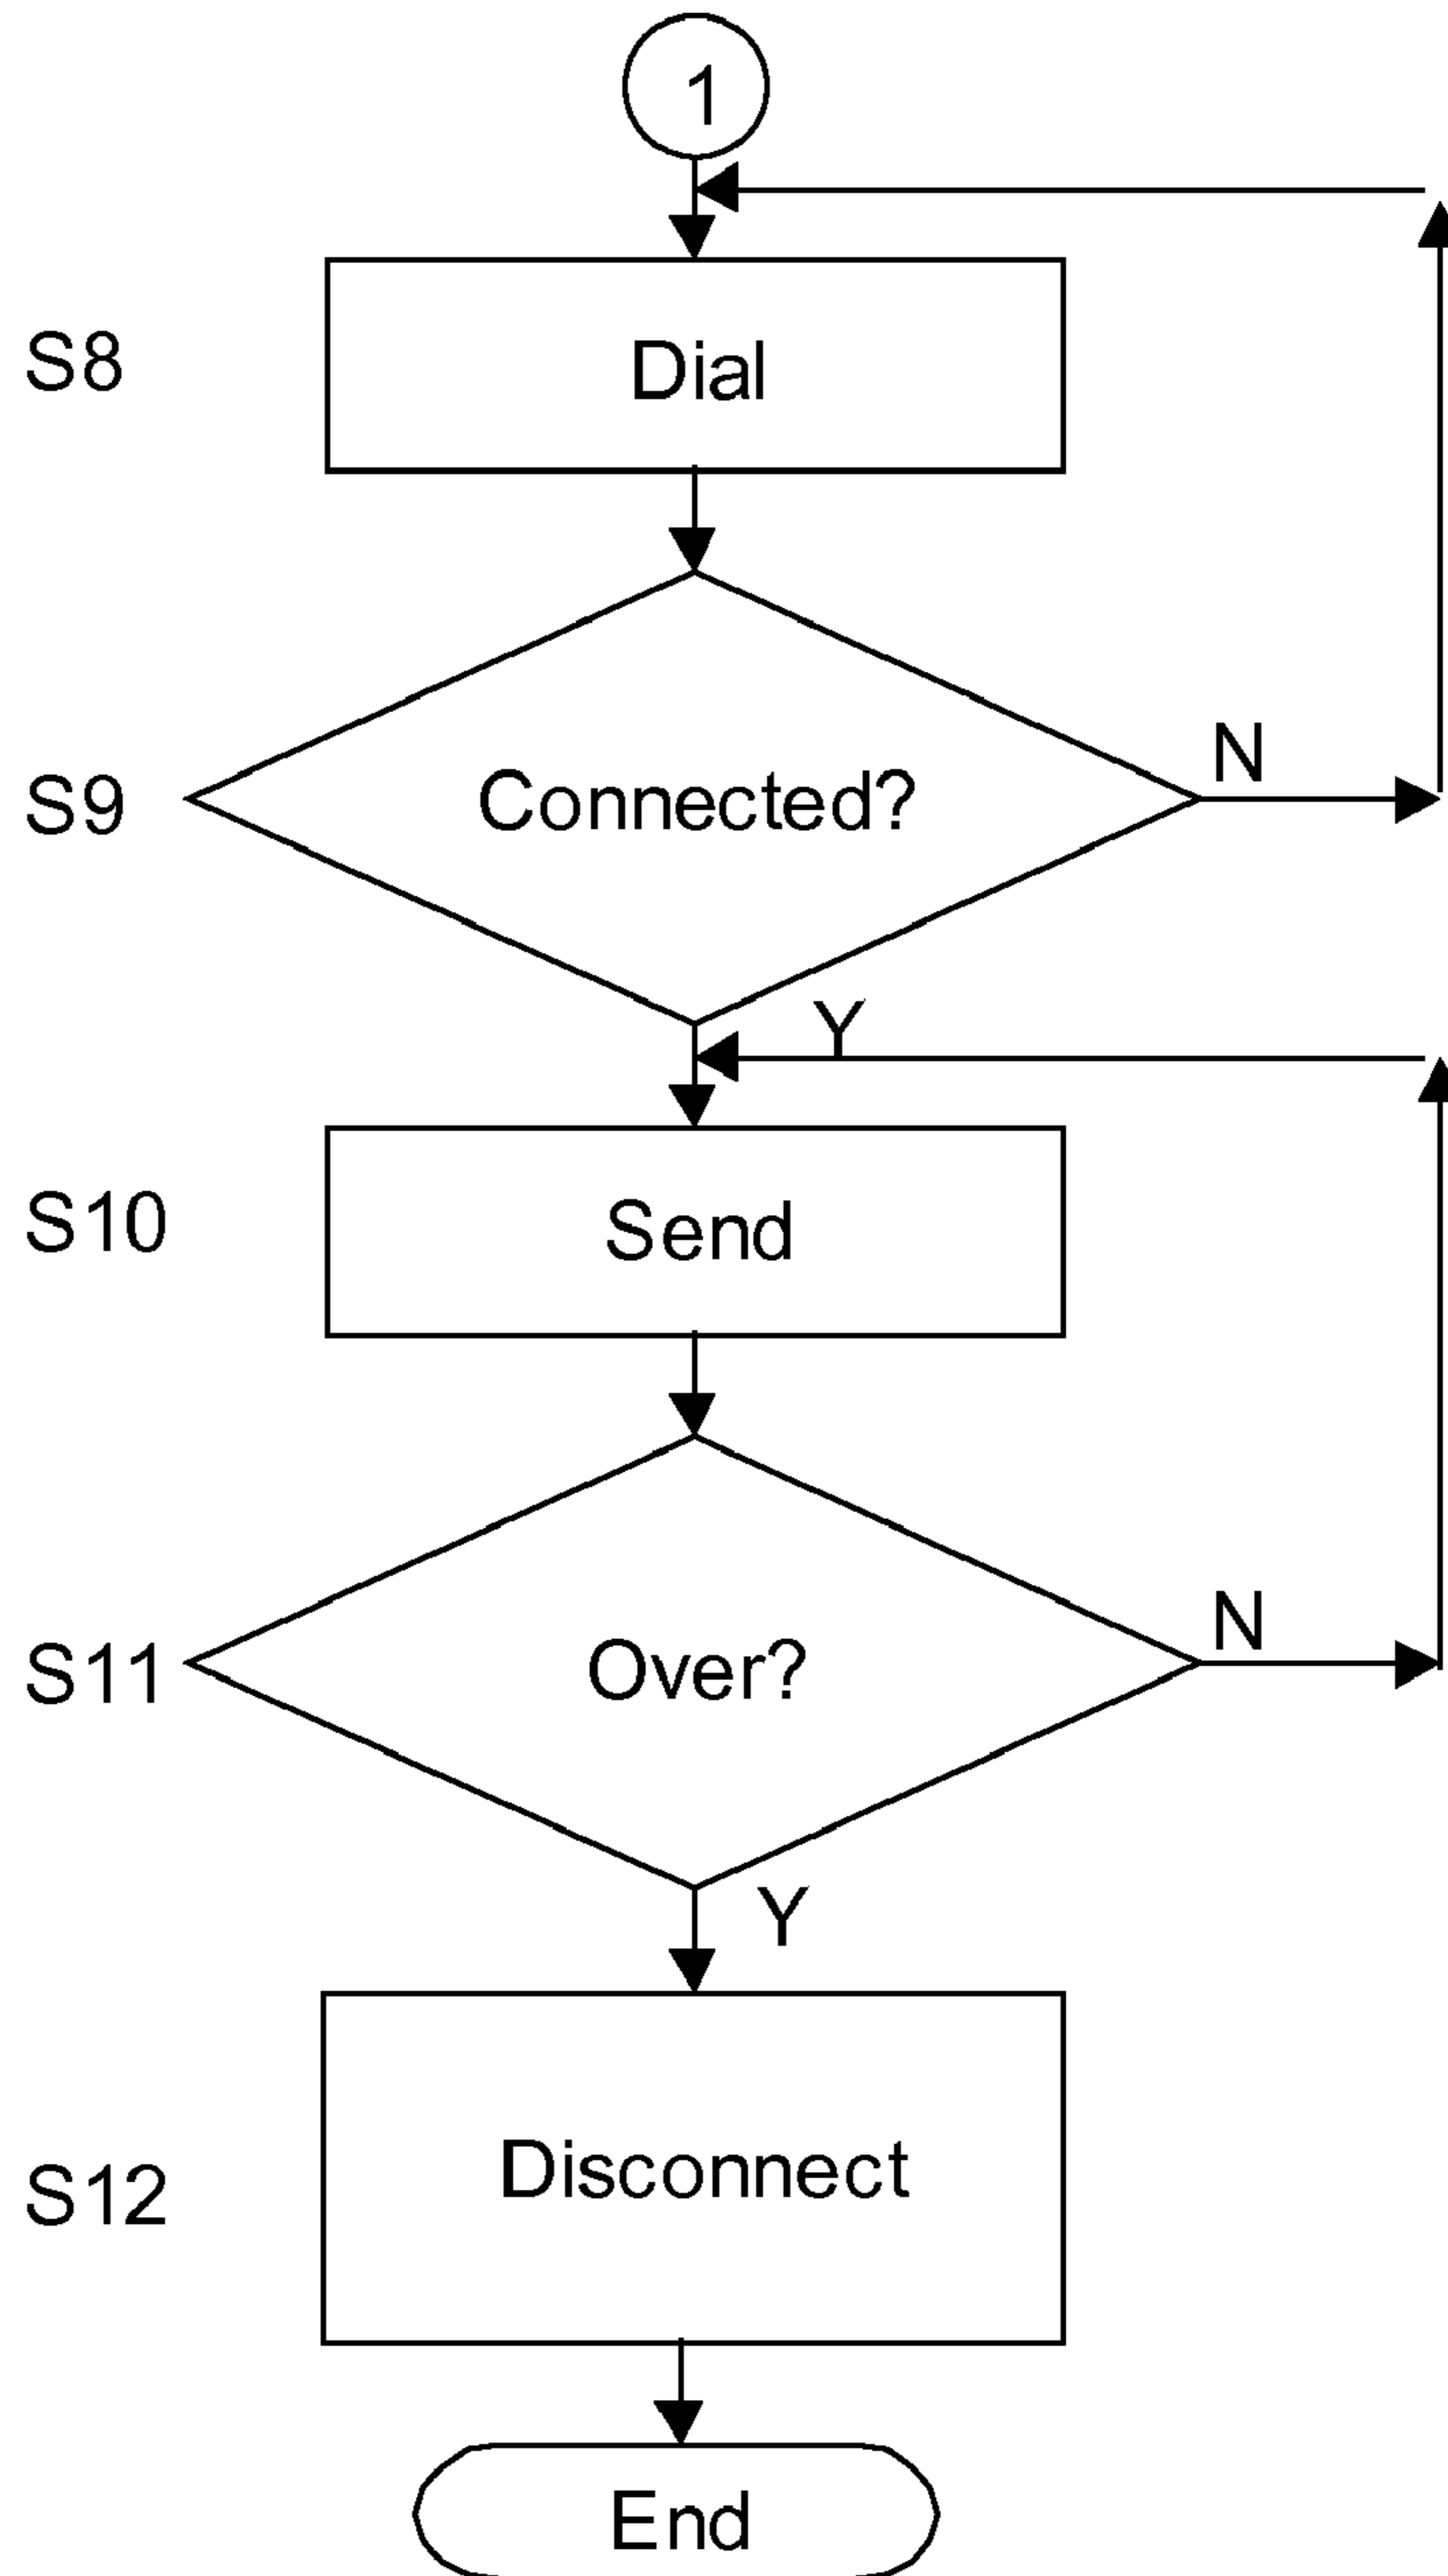 1
S8
Dial
S9
Connected?
N
Y
S10
Send
S11
Over?
N
Y
S12
Disconnect
End